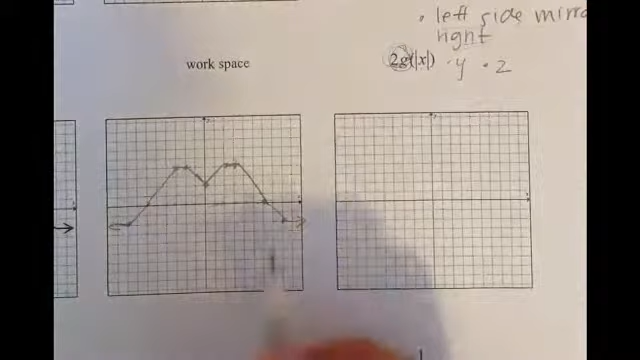 • left side mirro
right
work space
2g(|x|) · y · 2